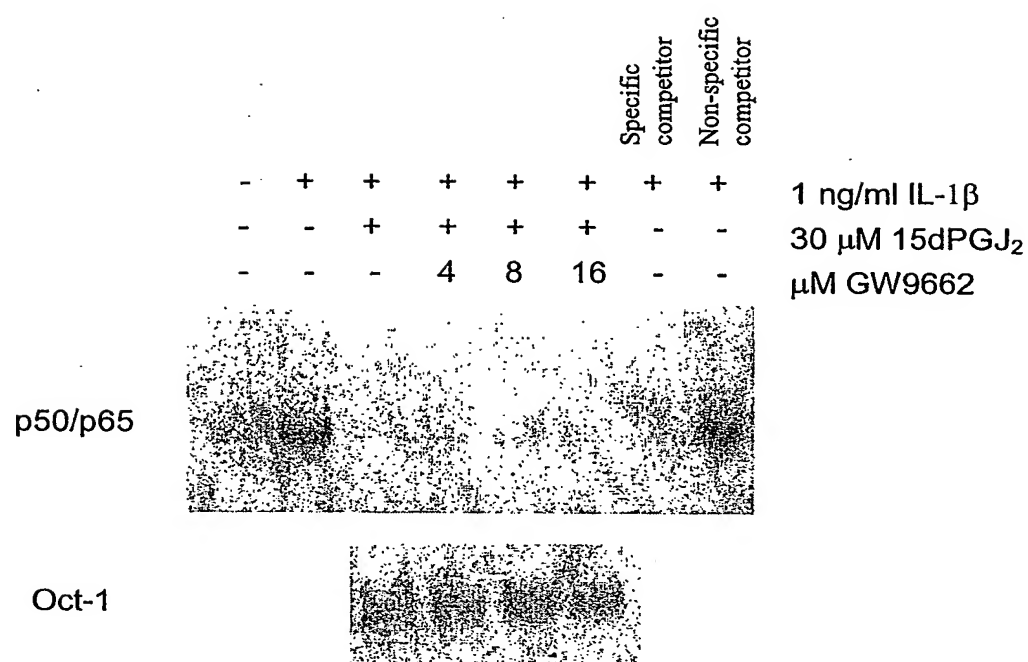 Specific
competitor
Non-specific
competitor
- + + + + + + + 1 ng/ml IL-1β
- - + + + + - - 30 µM 15dPGJ₂
- - - 4 8 16 - - µM GW9662
p50/p65
Oct-1